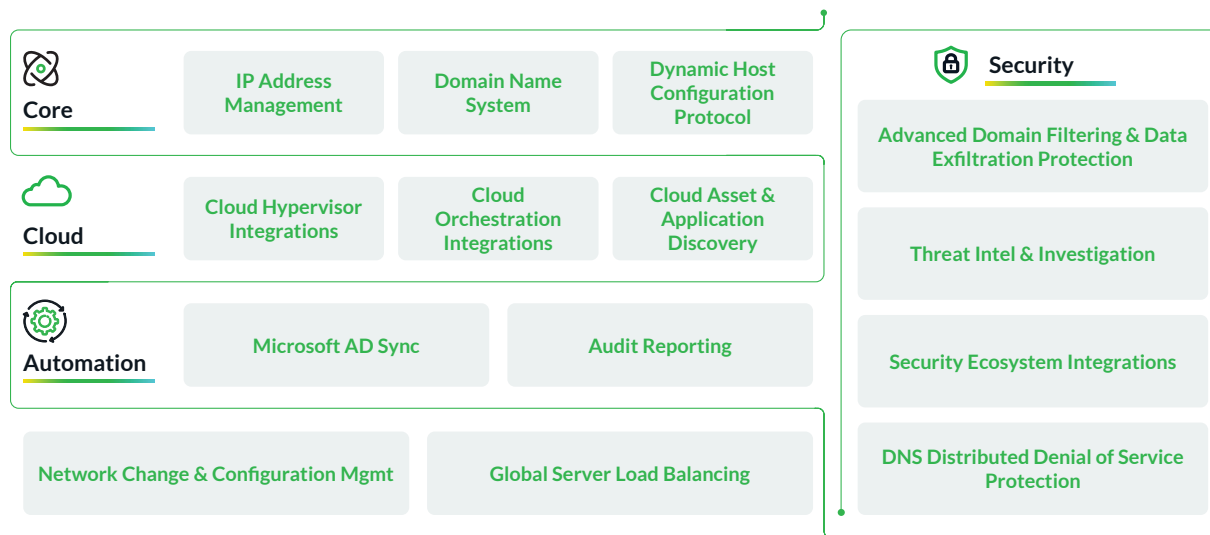 Core
IP Address
Management
Domain Name
System
Dynamic Host
Configuration
Protocol
Cloud
Cloud Hypervisor
Integrations
Cloud
Orchestration
Integrations
Cloud Asset &
Application
Discovery
Automation
Microsoft AD Sync
Audit Reporting
Network Change & Configuration Mgmt
Global Server Load Balancing
Security
Advanced Domain Filtering & Data
Exfiltration Protection
Threat Intel & Investigation
Security Ecosystem Integrations
DNS Distributed Denial of Service
Protection